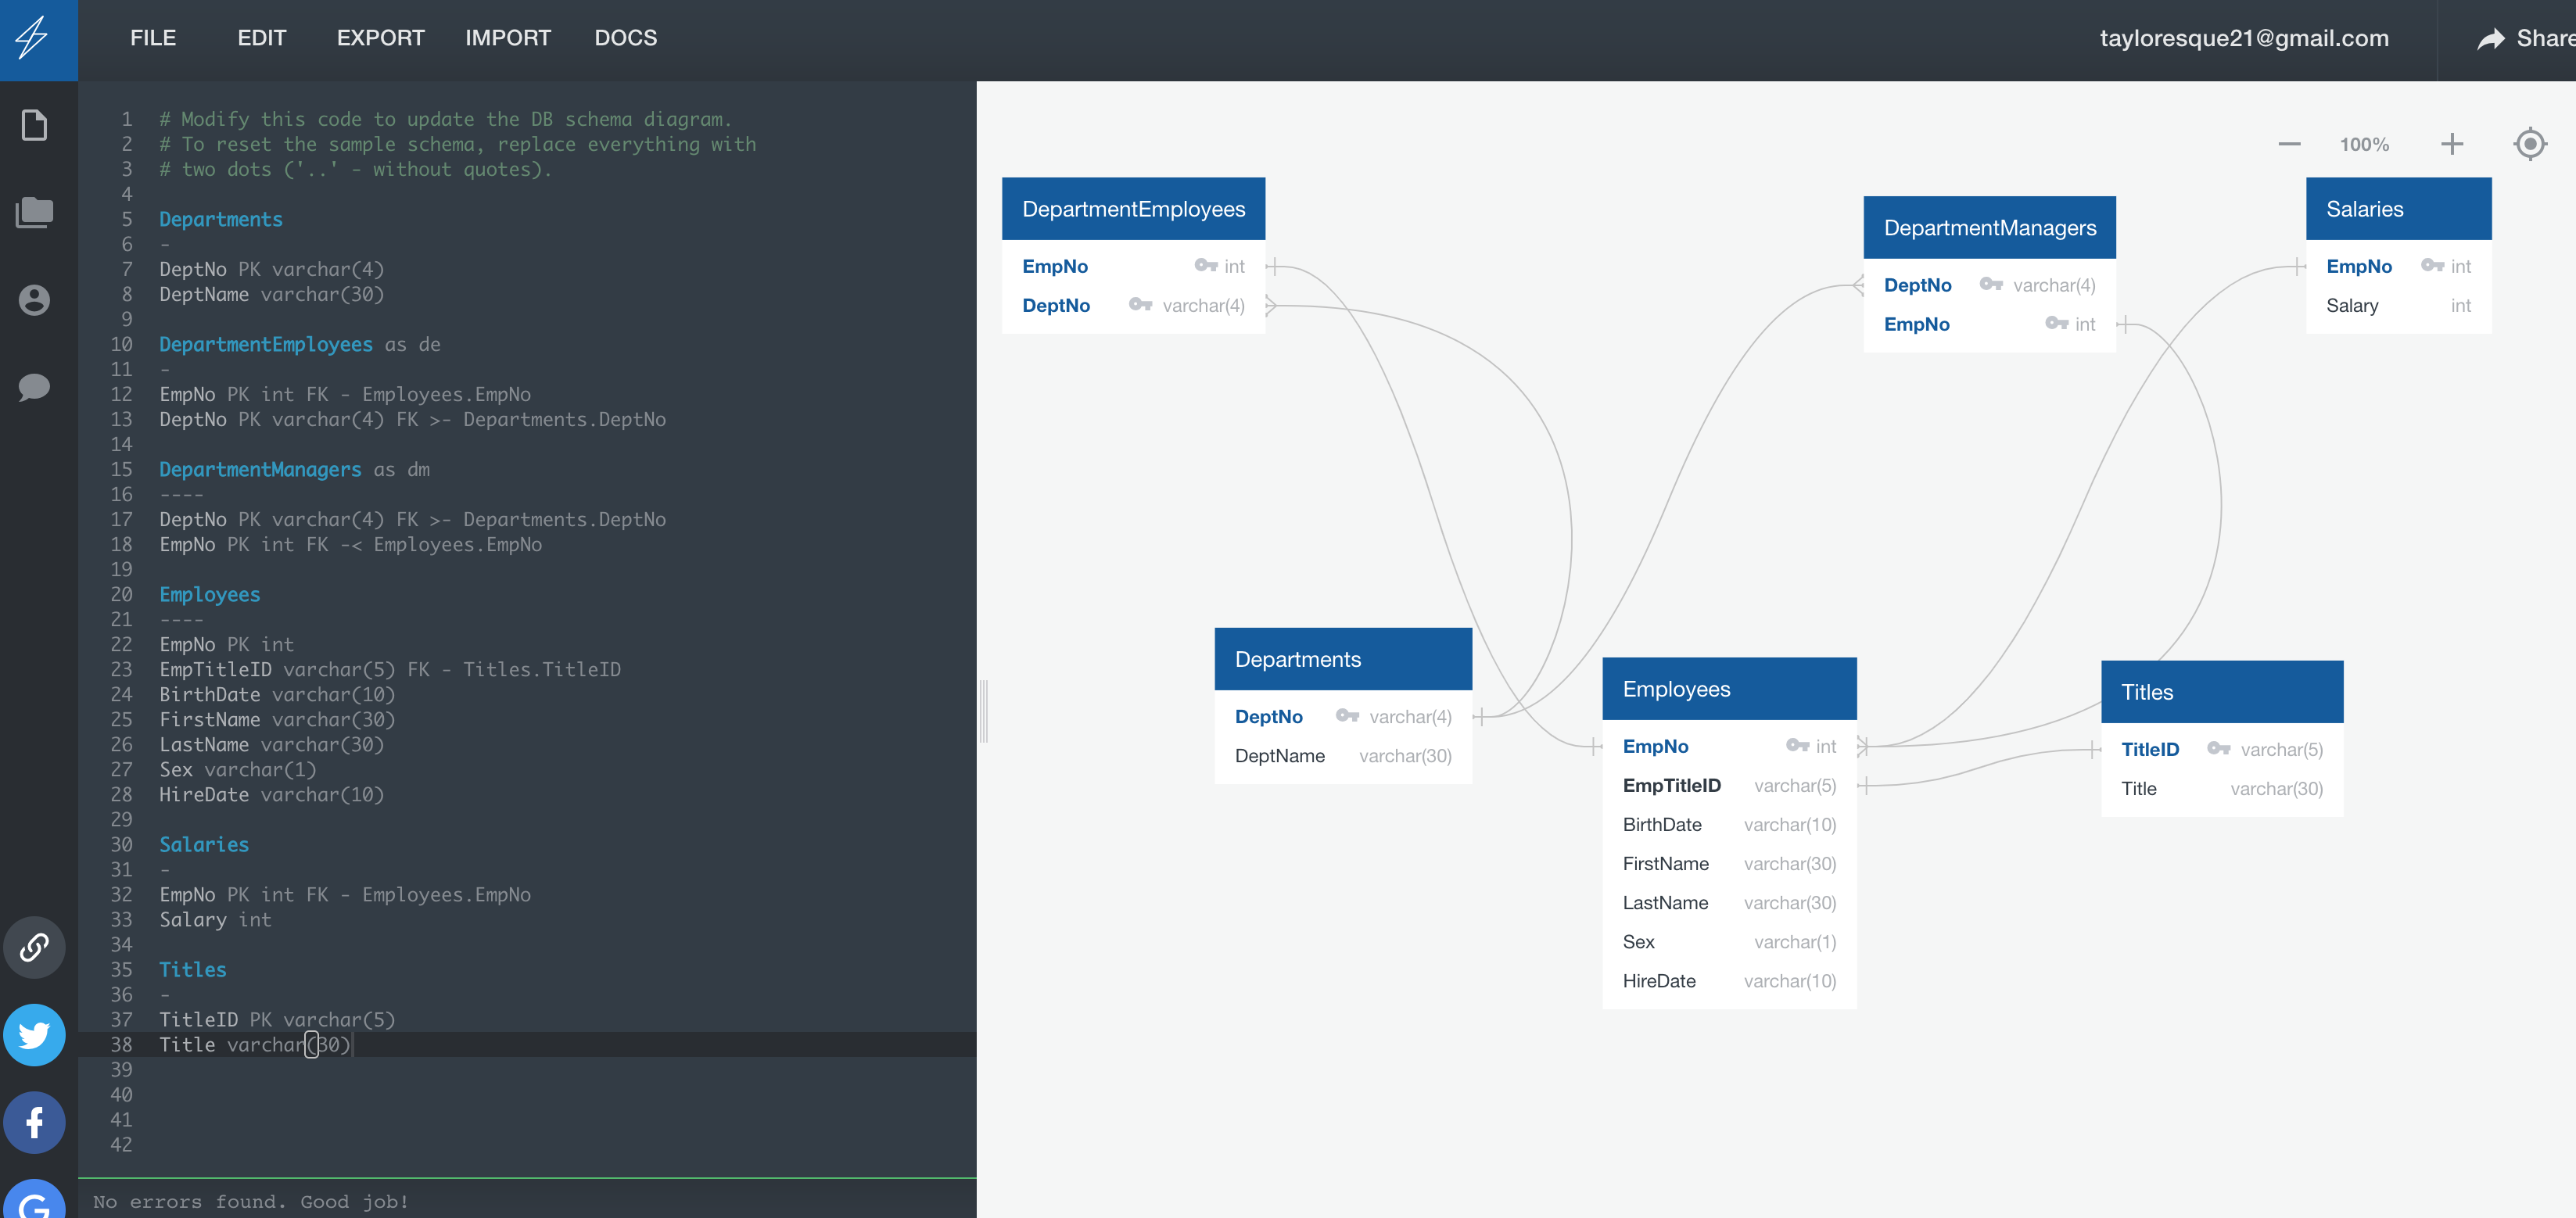 FILE EDIT EXPORT IMPORT DOCS tayloresque21@gmail.com Share
1 # Modify this code to update the DB schema diagram.
2 # To reset the sample schema, replace everything with
3 # two dots ('..' - without quotes).
4
5 Departments
6 -
7 DeptNo PK varchar(4)
8 DeptName varchar(30)
9
10 DepartmentEmployees as de
11 -
12 EmpNo PK int FK - Employees.EmpNo
13 DeptNo PK varchar(4) FK >- Departments.DeptNo
14
15 DepartmentManagers as dm
16 ----
17 DeptNo PK varchar(4) FK >- Departments.DeptNo
18 EmpNo PK int FK -< Employees.EmpNo
19
20 Employees
21 ----
22 EmpNo PK int
23 EmpTitleID varchar(5) FK - Titles.TitleID
24 BirthDate varchar(10)
25 FirstName varchar(30)
26 LastName varchar(30)
27 Sex varchar(1)
28 HireDate varchar(10)
29
30 Salaries
31 -
32 EmpNo PK int FK - Employees.EmpNo
33 Salary int
34
35 Titles
36 -
37 TitleID PK varchar(5)
38 Title varchar(30)
39
40
41
42
No errors found. Good job!
100%
DepartmentEmployees
EmpNo int
DeptNo varchar(4)
DepartmentManagers
DeptNo varchar(4)
EmpNo int
Salaries
EmpNo int
Salary int
Departments
DeptNo varchar(4)
DeptName varchar(30)
Employees
EmpNo int
EmpTitleID varchar(5)
BirthDate varchar(10)
FirstName varchar(30)
LastName varchar(30)
Sex varchar(1)
HireDate varchar(10)
Titles
TitleID varchar(5)
Title varchar(30)